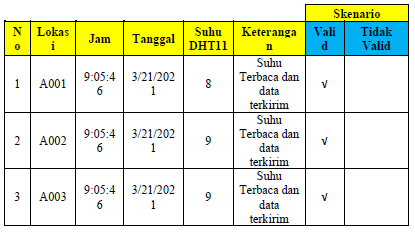 Skenario
No Lokasi Jam Tanggal Suhu DHT11 Keterangan Valid Tidak Valid
1 A001 9:05:46 3/21/2021 8 Suhu Terbaca dan data terkirim √
2 A002 9:05:46 3/21/2021 9 Suhu Terbaca dan data terkirim √
3 A003 9:05:46 3/21/2021 9 Suhu Terbaca dan data terkirim √